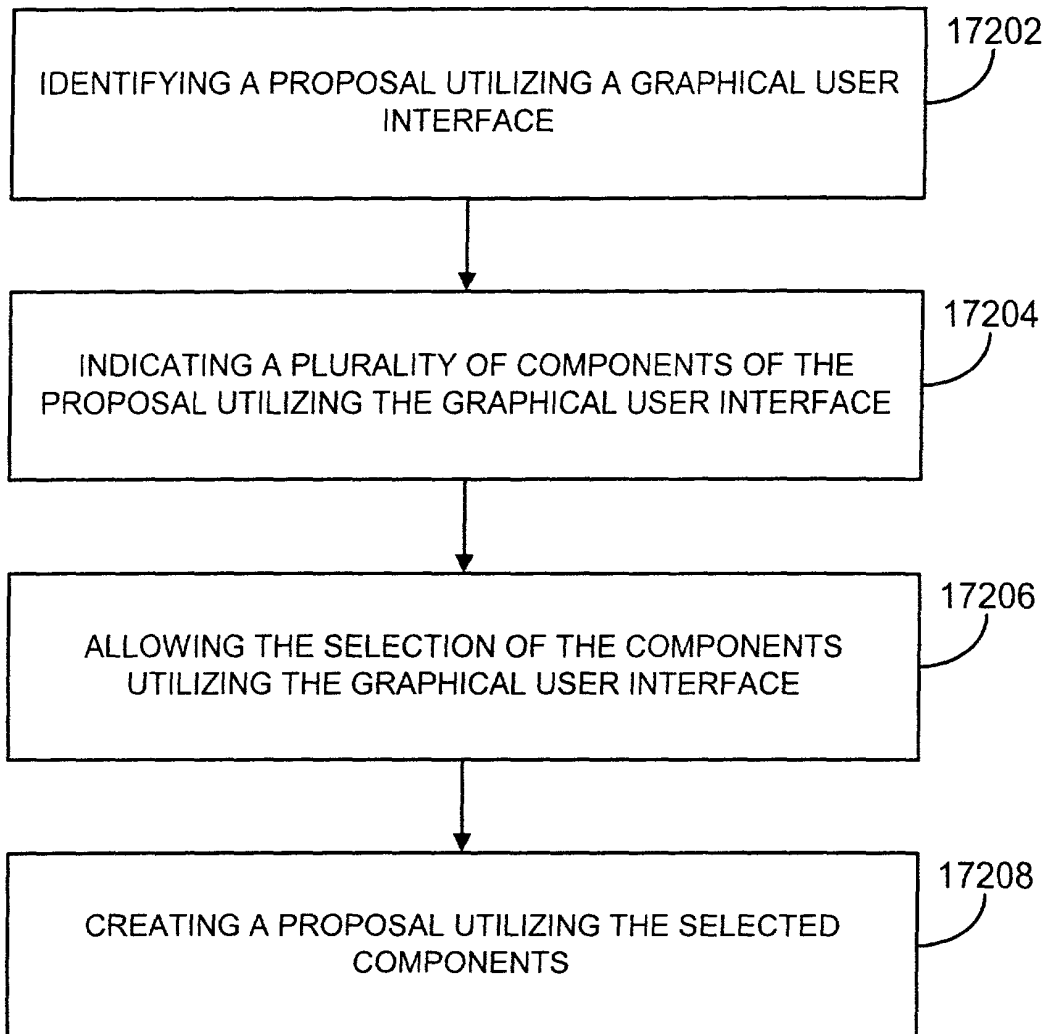 17202
IDENTIFYING A PROPOSAL UTILIZING A GRAPHICAL USER
INTERFACE
17204
INDICATING A PLURALITY OF COMPONENTS OF THE
PROPOSAL UTILIZING THE GRAPHICAL USER INTERFACE
17206
ALLOWING THE SELECTION OF THE COMPONENTS
UTILIZING THE GRAPHICAL USER INTERFACE
17208
CREATING A PROPOSAL UTILIZING THE SELECTED
COMPONENTS